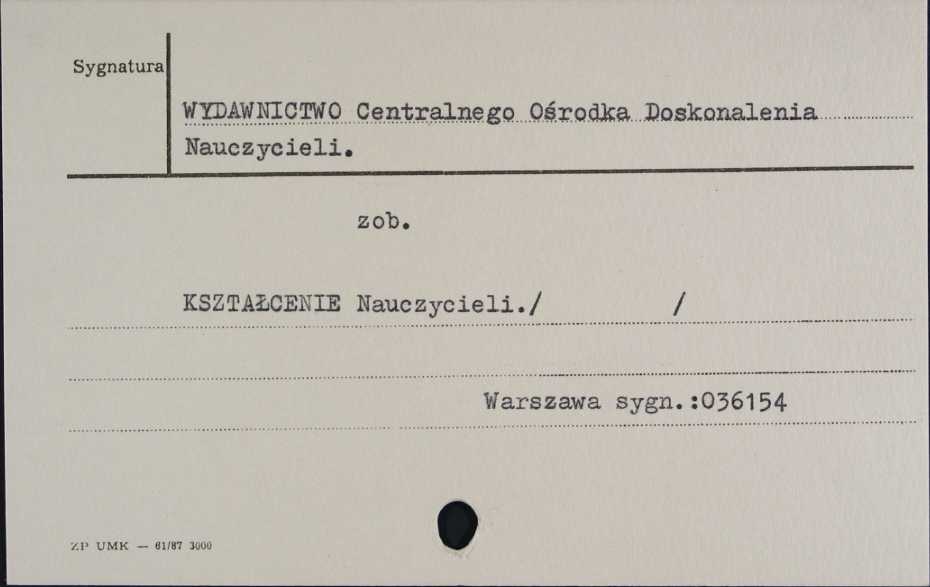 Sygnatura
WYDAWNICTWO Centralnego Ośrodka Doskonalenia
Nauczycieli.
zob.
KSZTAŁCENIE Nauczycieli./ /
Warszawa sygn.:036154
ZP UMK — 61/87 3000